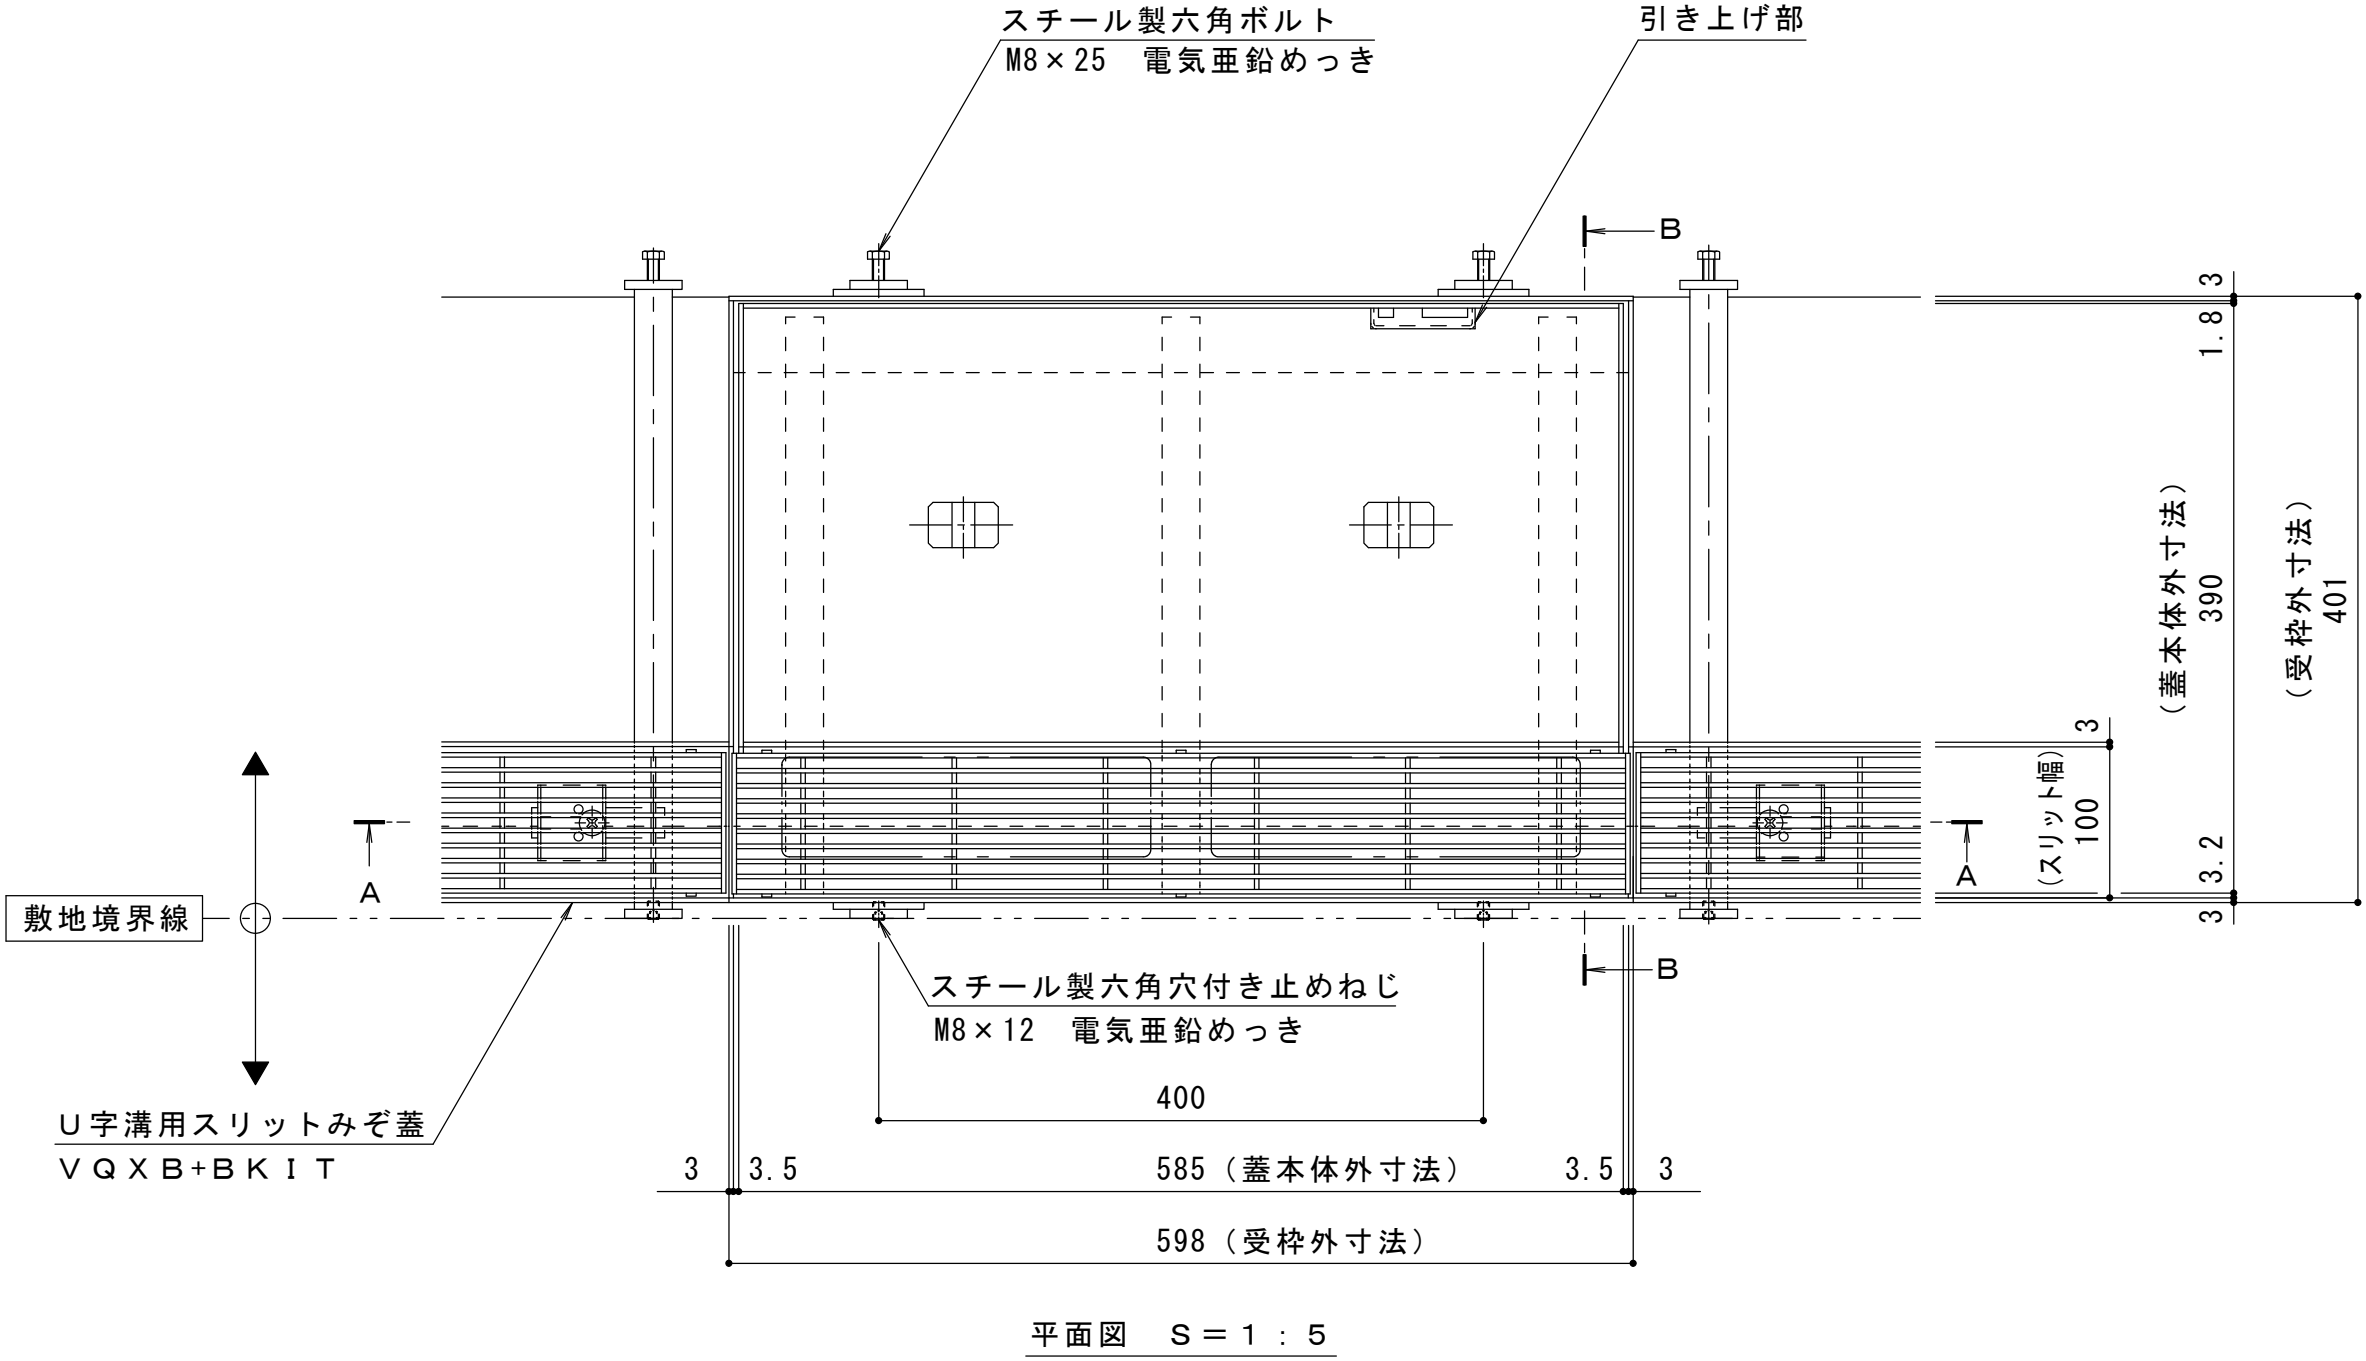 スチール製六角ボルト
M8×25 電気亜鉛めっき
引き上げ部
B
3
1.8
(蓋本体外寸法)
390
(受枠外寸法)
401
3
(スリット幅)
100
3.2
3
A
A
敷地境界線
B
スチール製六角穴付き止めねじ
M8×12 電気亜鉛めっき
400
U字溝用スリットみぞ蓋
VQXB+BKIT
3
3.5
585(蓋本体外寸法)
3.5
3
598(受枠外寸法)
平面図 S=1:5